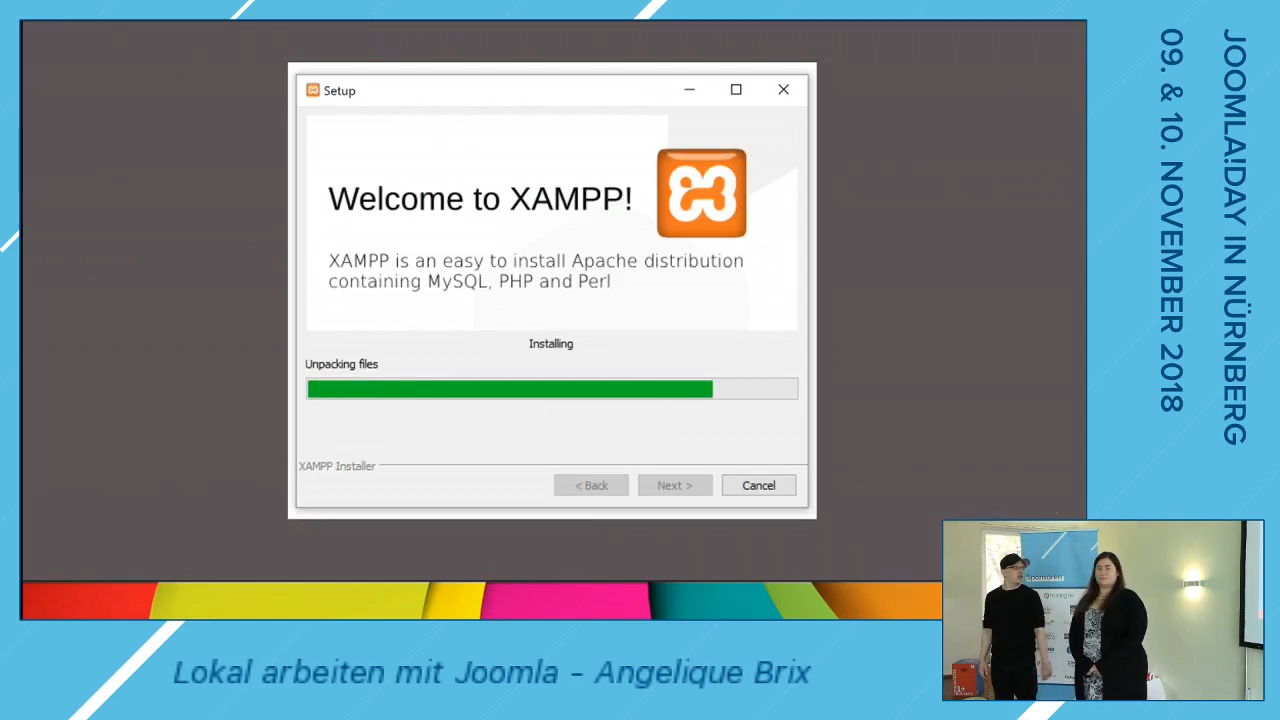 Setup
Welcome to XAMPP!
XAMPP is an easy to install Apache distribution
containing MySQL, PHP and Perl
Installing
Unpacking files
XAMPP Installer
< Back
Next >
Cancel
JOOMLA!DAY IN NÜRNBERG
09. & 10. NOVEMBER 2018
Lokal arbeiten mit Joomla - Angelique Brix